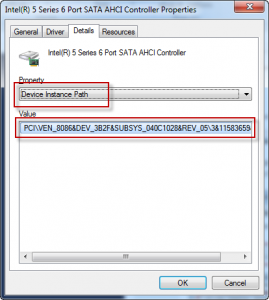 Intel(R) 5 Series 6 Port SATA AHCI Controller Properties
General Driver Details Resources
Intel(R) 5 Series 6 Port SATA AHCI Controller
Property
Device Instance Path
Value
PCI\VEN_8086&DEV_3B2F&SUBSYS_040C1028&REV_05\3&11583659
OK Cancel